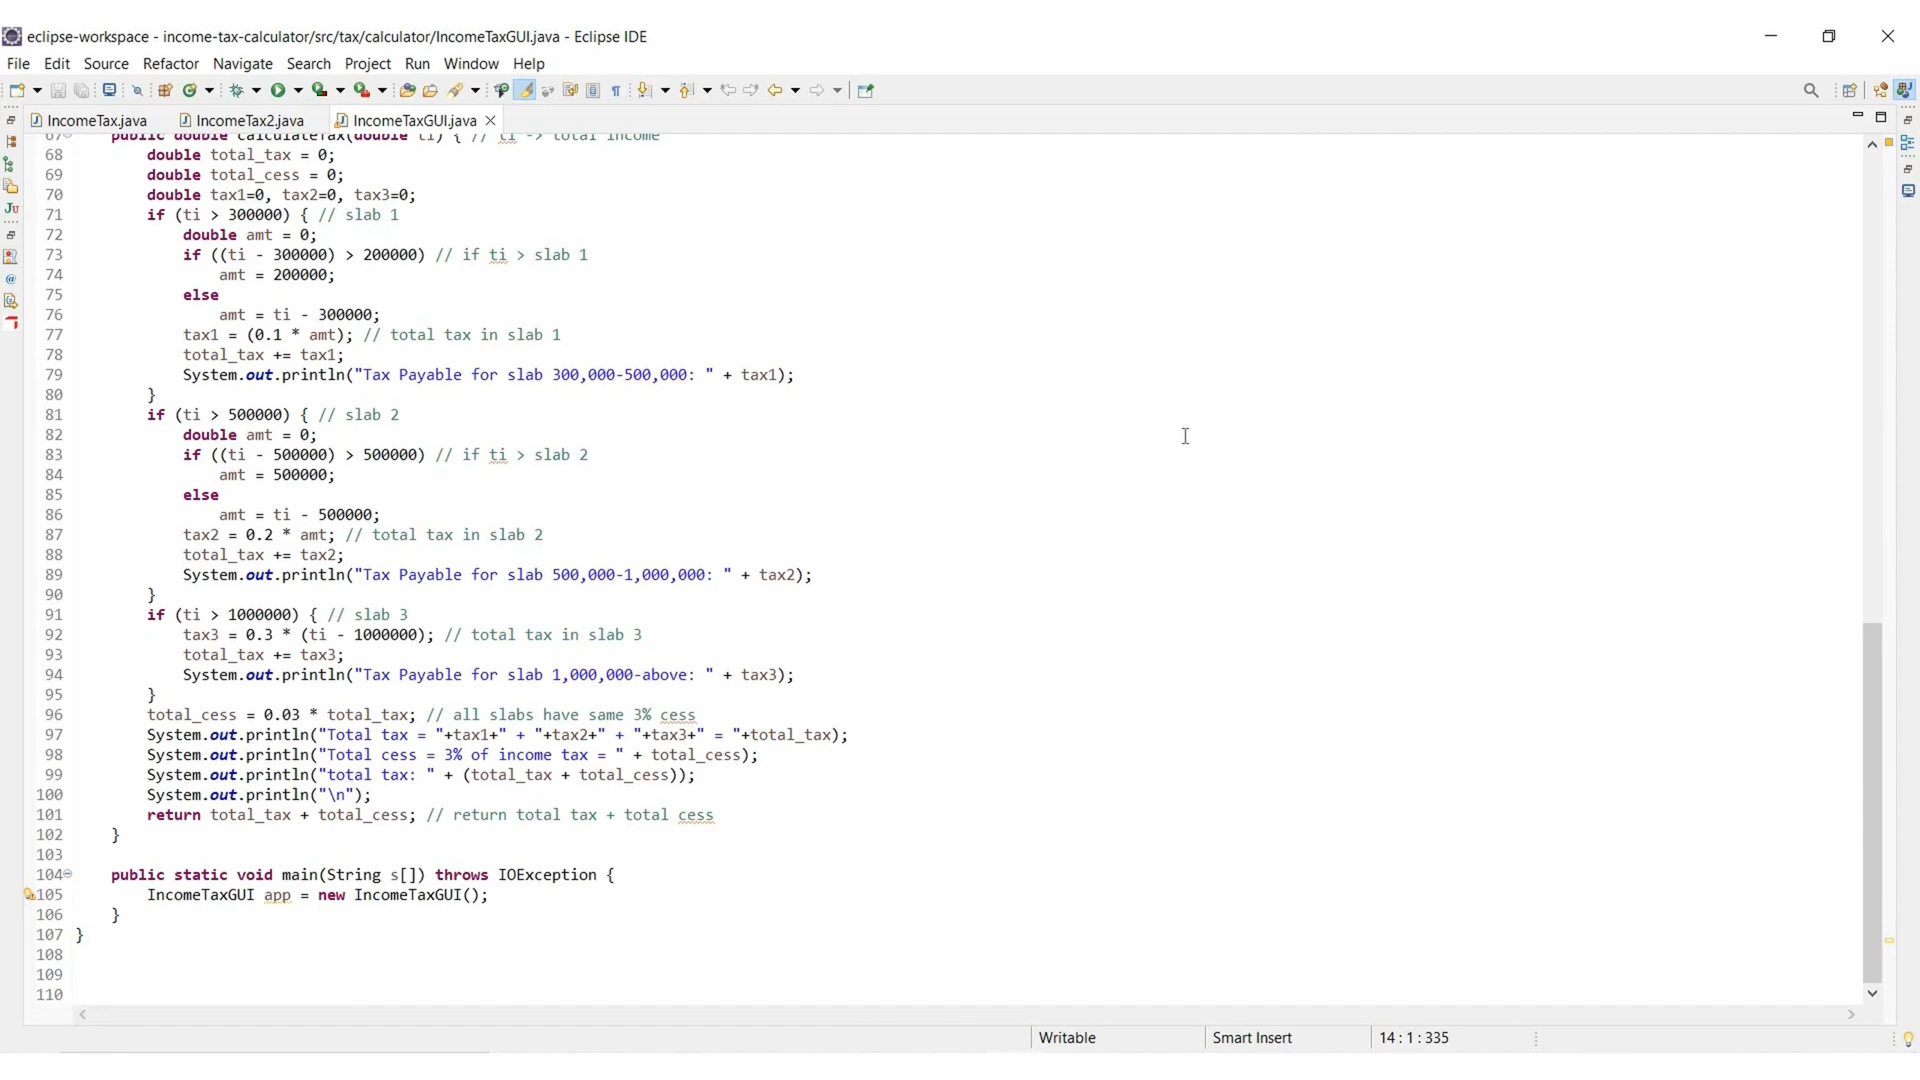 eclipse-workspace - income-tax-calculator/src/tax/calculator/IncomeTaxGUI.java - Eclipse IDE
File Edit Source Refactor Navigate Search Project Run Window Help
IncomeTax.java IncomeTax2.java IncomeTaxGUI.java
67 public double calculateTax(double ti) { // ti -> total income
68 double total_tax = 0;
69 double total_cess = 0;
70 double tax1=0, tax2=0, tax3=0;
71 if (ti > 300000) { // slab 1
72 double amt = 0;
73 if ((ti - 300000) > 200000) // if ti > slab 1
74 amt = 200000;
75 else
76 amt = ti - 300000;
77 tax1 = (0.1 * amt); // total tax in slab 1
78 total_tax += tax1;
79 System.out.println("Tax Payable for slab 300,000-500,000: " + tax1);
80 }
81 if (ti > 500000) { // slab 2
82 double amt = 0;
83 if ((ti - 500000) > 500000) // if ti > slab 2
84 amt = 500000;
85 else
86 amt = ti - 500000;
87 tax2 = 0.2 * amt; // total tax in slab 2
88 total_tax += tax2;
89 System.out.println("Tax Payable for slab 500,000-1,000,000: " + tax2);
90 }
91 if (ti > 1000000) { // slab 3
92 tax3 = 0.3 * (ti - 1000000); // total tax in slab 3
93 total_tax += tax3;
94 System.out.println("Tax Payable for slab 1,000,000-above: " + tax3);
95 }
96 total_cess = 0.03 * total_tax; // all slabs have same 3% cess
97 System.out.println("Total tax = "+tax1+" + "+tax2+" + "+tax3+" = "+total_tax);
98 System.out.println("Total cess = 3% of income tax = " + total_cess);
99 System.out.println("total tax: " + (total_tax + total_cess));
100 System.out.println("\n");
101 return total_tax + total_cess; // return total tax + total cess
102 }
103
104 public static void main(String s[]) throws IOException {
105 IncomeTaxGUI app = new IncomeTaxGUI();
106 }
107 }
108
109
110
Writable Smart Insert 14 : 1 : 335